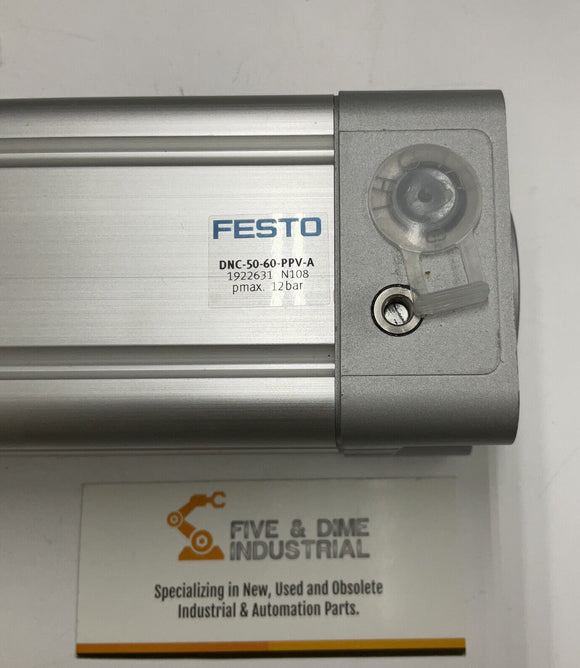 FESTO
DNC-50-60-PPV-A
1922631 N108
pmax. 12bar
FIVE & DIME
INDUSTRIAL
Specializing in New, Used and Obsolete
Industrial & Automation Parts.